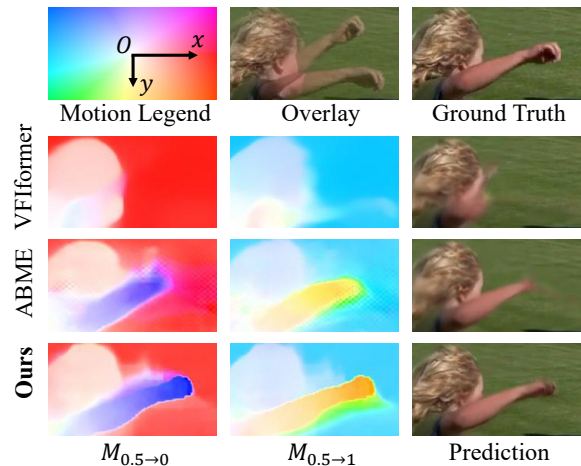 O x
y
Motion Legend Overlay Ground Truth
VFIformer
ABME
Ours
M₀.₅→₀ M₀.₅→₁ Prediction